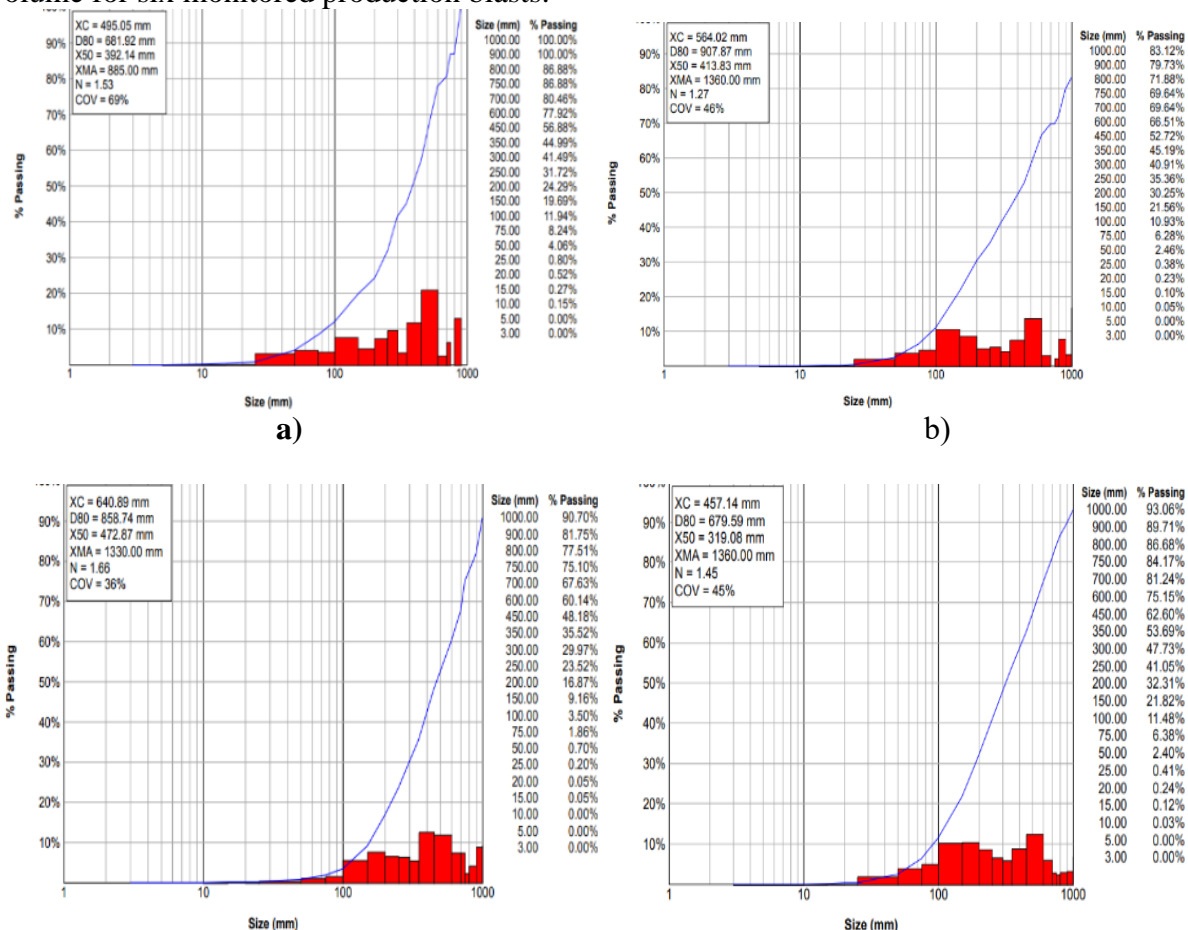 olume for six monitored production blasts.
XC = 495.05 mm
D80 = 681.92 mm
X50 = 392.14 mm
XMA = 885.00 mm
N = 1.53
COV = 69%
90%
80%
70%
60%
50%
40%
30%
20%
10%
% Passing
1 10 100 1000
Size (mm)
Size (mm) % Passing
1000.00 100.00%
900.00 100.00%
800.00 86.88%
750.00 86.88%
700.00 80.46%
600.00 77.92%
450.00 56.88%
350.00 44.99%
300.00 41.49%
250.00 31.72%
200.00 24.29%
150.00 19.69%
100.00 11.94%
75.00 8.24%
50.00 4.06%
25.00 0.80%
20.00 0.52%
15.00 0.27%
10.00 0.15%
5.00 0.00%
3.00 0.00%
a)
XC = 564.02 mm
D80 = 907.87 mm
X50 = 413.83 mm
XMA = 1360.00 mm
N = 1.27
COV = 46%
90%
80%
70%
60%
50%
40%
30%
20%
10%
% Passing
1 10 100 1000
Size (mm)
Size (mm) % Passing
1000.00 83.12%
900.00 79.73%
800.00 71.88%
750.00 69.64%
700.00 69.64%
600.00 66.51%
450.00 52.72%
350.00 45.19%
300.00 40.91%
250.00 35.36%
200.00 30.25%
150.00 21.56%
100.00 10.93%
75.00 6.28%
50.00 2.46%
25.00 0.38%
20.00 0.23%
15.00 0.10%
10.00 0.05%
5.00 0.00%
3.00 0.00%
b)
XC = 640.89 mm
D80 = 858.74 mm
X50 = 472.87 mm
XMA = 1330.00 mm
N = 1.66
COV = 36%
90%
80%
70%
60%
50%
40%
30%
20%
10%
% Passing
1 10 100 1000
Size (mm)
Size (mm) % Passing
1000.00 90.70%
900.00 81.75%
800.00 77.51%
750.00 75.10%
700.00 67.63%
600.00 60.14%
450.00 48.18%
350.00 35.52%
300.00 29.97%
250.00 23.52%
200.00 16.87%
150.00 9.16%
100.00 3.50%
75.00 1.86%
50.00 0.70%
25.00 0.20%
20.00 0.05%
15.00 0.05%
10.00 0.00%
5.00 0.00%
3.00 0.00%
XC = 457.14 mm
D80 = 679.59 mm
X50 = 319.08 mm
XMA = 1360.00 mm
N = 1.45
COV = 45%
90%
80%
70%
60%
50%
40%
30%
20%
10%
% Passing
1 10 100 1000
Size (mm)
Size (mm) % Passing
1000.00 93.06%
900.00 89.71%
800.00 86.68%
750.00 84.17%
700.00 81.24%
600.00 75.15%
450.00 62.60%
350.00 53.69%
300.00 47.73%
250.00 41.05%
200.00 32.31%
150.00 21.82%
100.00 11.48%
75.00 6.38%
50.00 2.40%
25.00 0.41%
20.00 0.24%
15.00 0.12%
10.00 0.03%
5.00 0.00%
3.00 0.00%